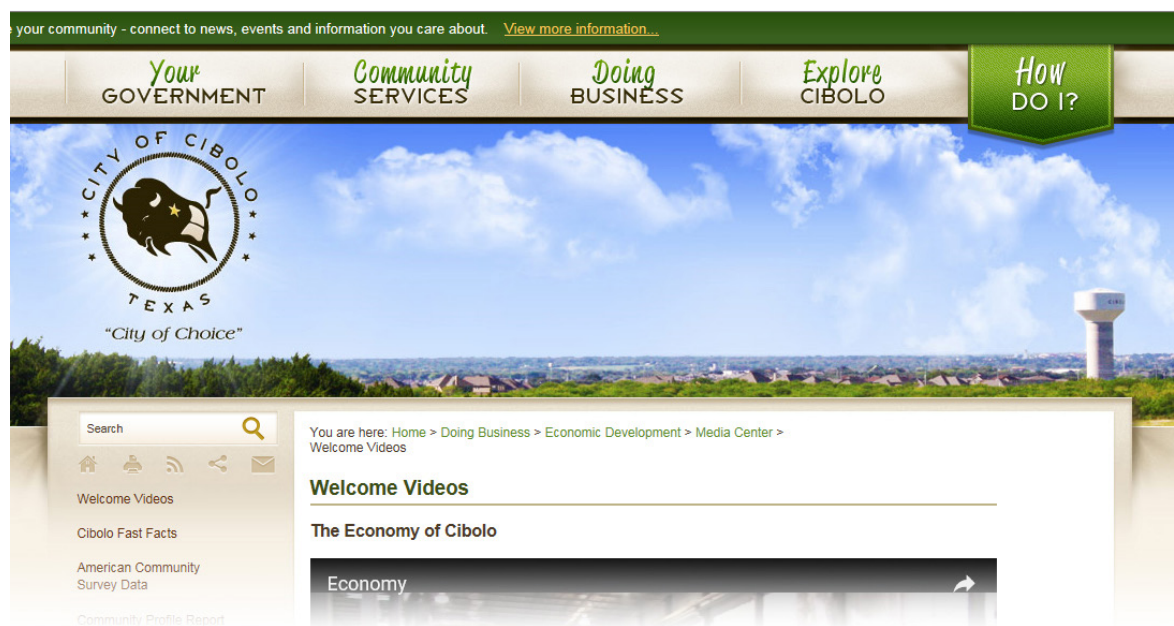 your community - connect to news, events and information you care about. View more information...
Your
GOVERNMENT
Community
SERVICES
Doing
BUSINESS
Explore
CIBOLO
How
DO I?
CITY OF CIBOLO
TEXAS
"City of Choice"
Search
Welcome Videos
Cibolo Fast Facts
American Community
Survey Data
Community Profile Report
You are here: Home > Doing Business > Economic Development > Media Center >
Welcome Videos
Welcome Videos
The Economy of Cibolo
Economy